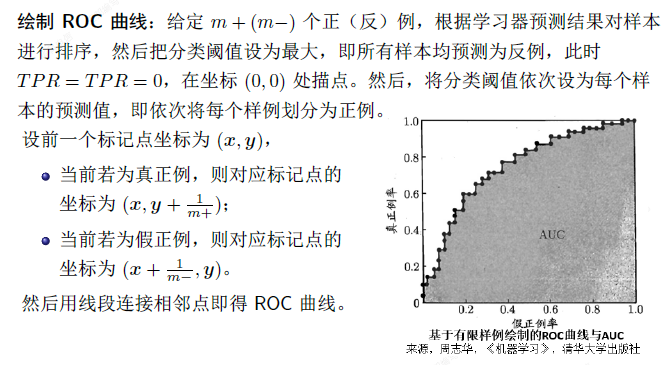 绘制 ROC 曲线：给定 m + (m−) 个正（反）例，根据学习器预测结果对样本
进行排序，然后把分类阈值设为最大，即所有样本均预测为反例，此时
TPR = TPR = 0，在坐标 (0, 0) 处描点。然后，将分类阈值依次设为每个样
本的预测值，即依次将每个样例划分为正例。
设前一个标记点坐标为 (x, y)，
当前若为真正例，则对应标记点的
坐标为 (x, y + 1/m+)；
当前若为假正例，则对应标记点的
坐标为 (x + 1/m−, y)。
然后用线段连接相邻点即得 ROC 曲线。
1.0
0.8
0.6
0.4
0.2
0
真正例率
AUC
0.2
0.4
0.6
0.8
1.0
假正例率
基于有限样例绘制的ROC曲线与AUC
来源，周志华，《机器学习》，清华大学出版社